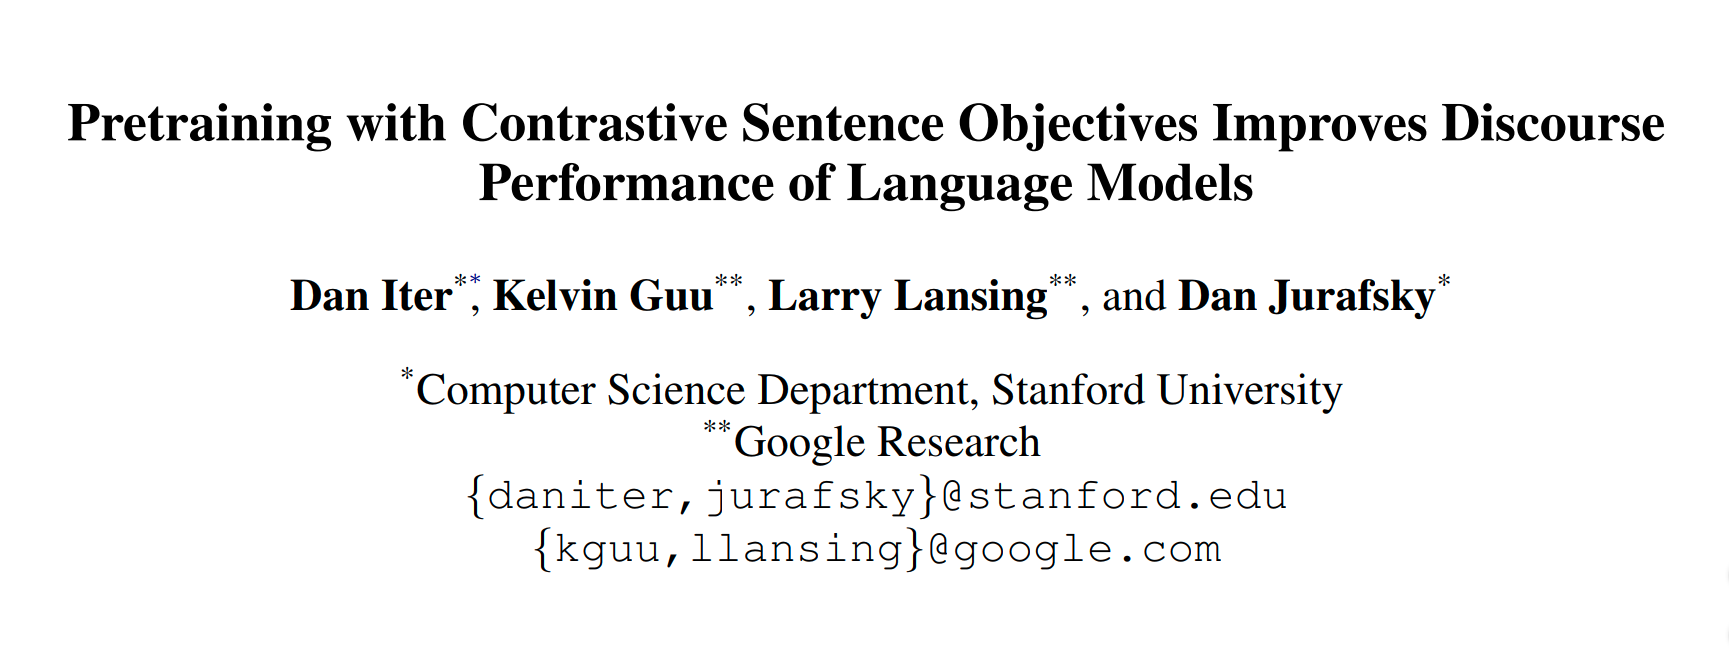 Pretraining with Contrastive Sentence Objectives Improves Discourse
Performance of Language Models
Dan Iter**, Kelvin Guu**, Larry Lansing**, and Dan Jurafsky*
*Computer Science Department, Stanford University
**Google Research
{daniter,jurafsky}@stanford.edu
{kguu,llansing}@google.com